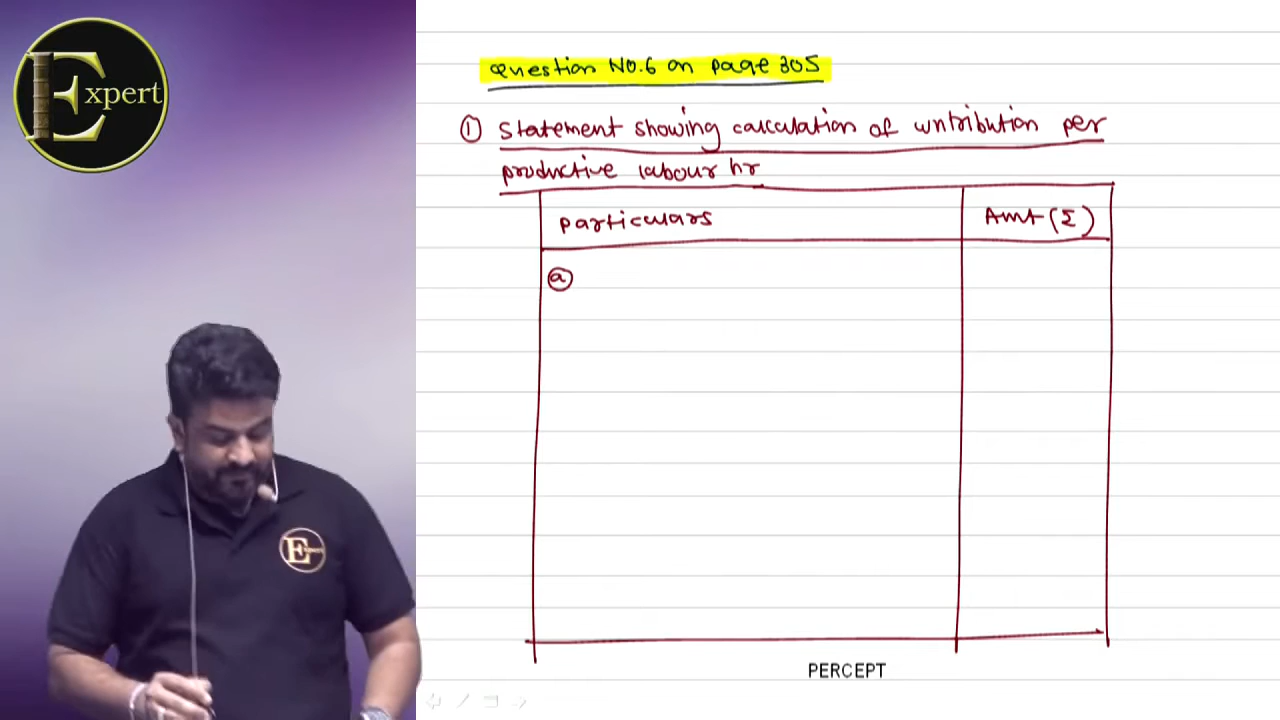 Expert
Question No.6 on page 305
① Statement showing calculation of contribution per
productive labour hr
Particulars
Amt (Σ)
ⓐ
Expert
PERCEPT